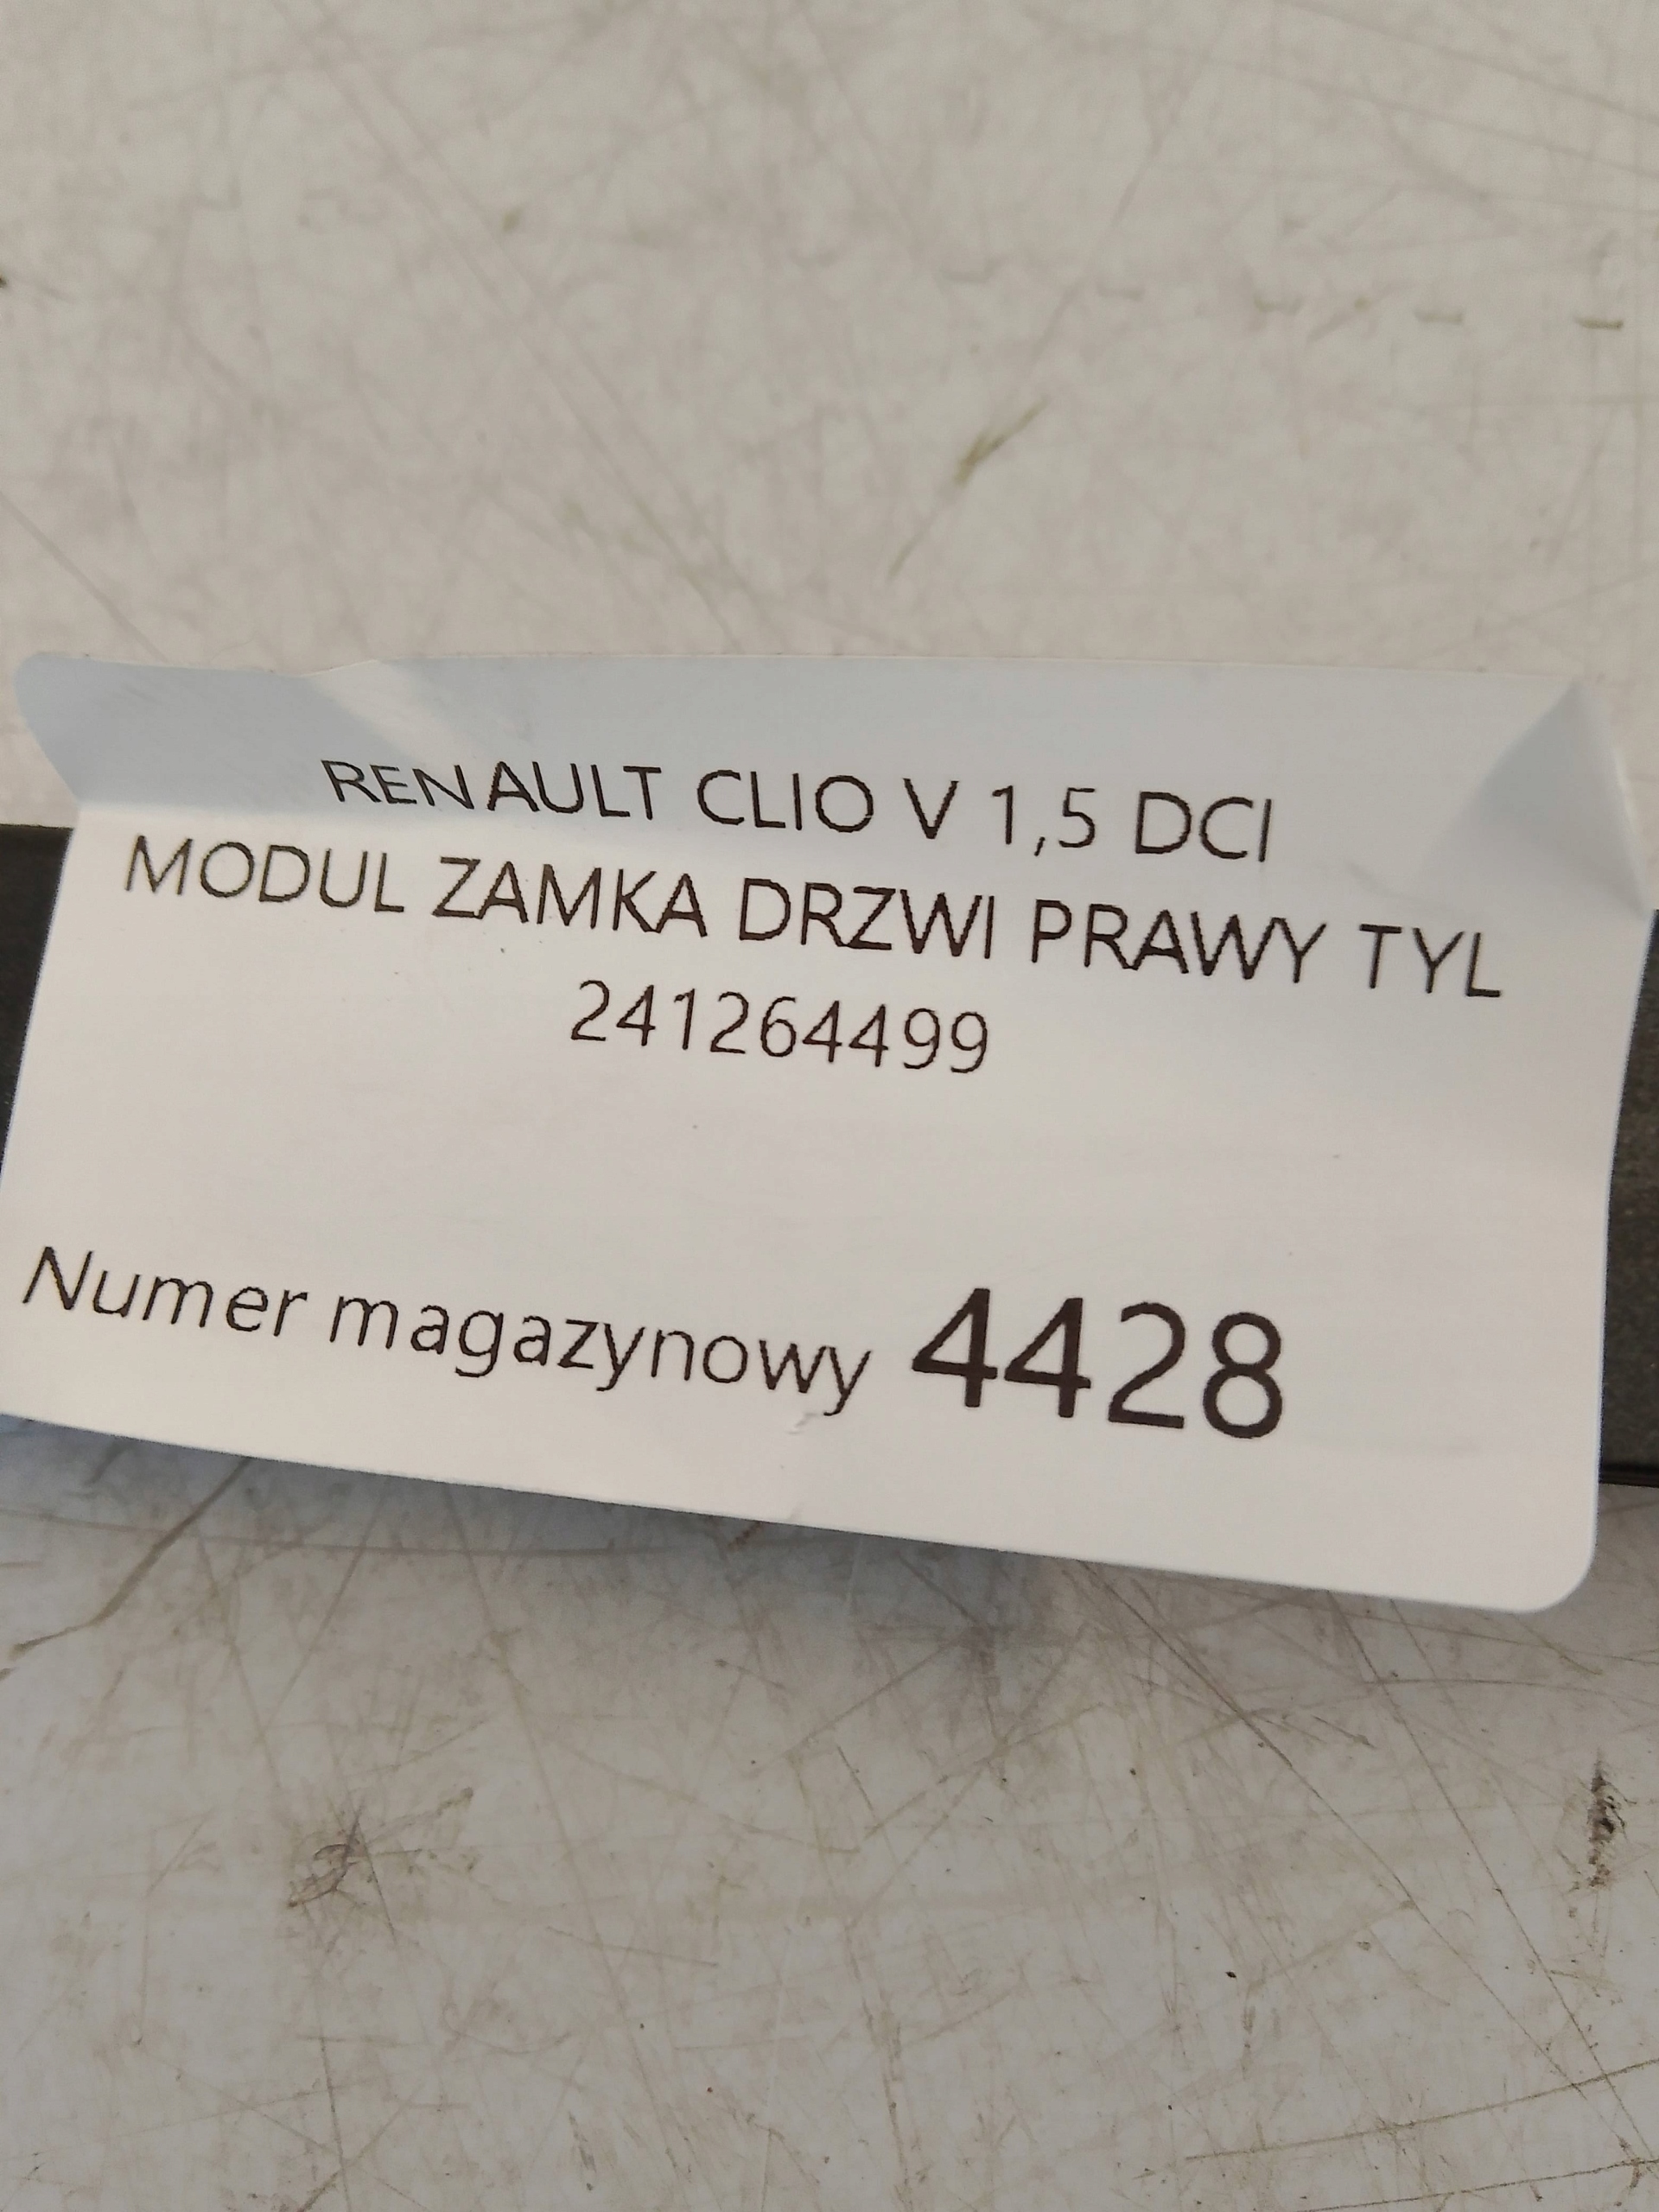 RENAULT CLIO V 1,5 DCI
MODUL ZAMKA DRZWI PRAWY TYL
241264499
Numer magazynowy 4428